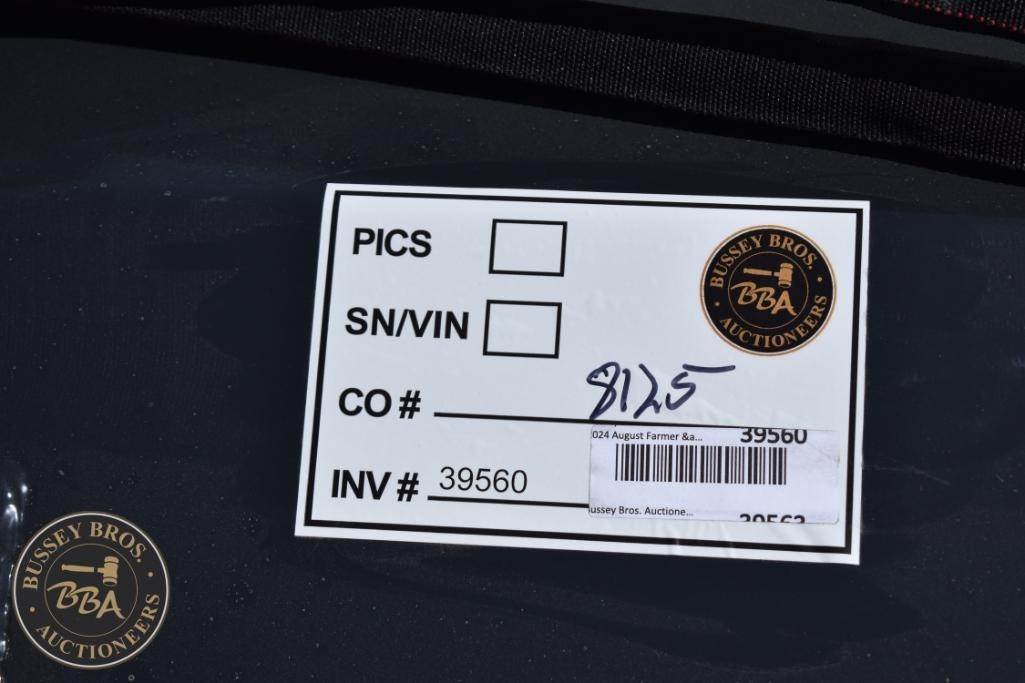 PICS
BUSSEY BROS.
BBA
AUCTIONEERS
SN/VIN
CO # 8125
024 August Farmer &a... 39560
INV # 39560
ussey Bros. Auctione...
BUSSEY BROS.
BBA
AUCTIONEERS